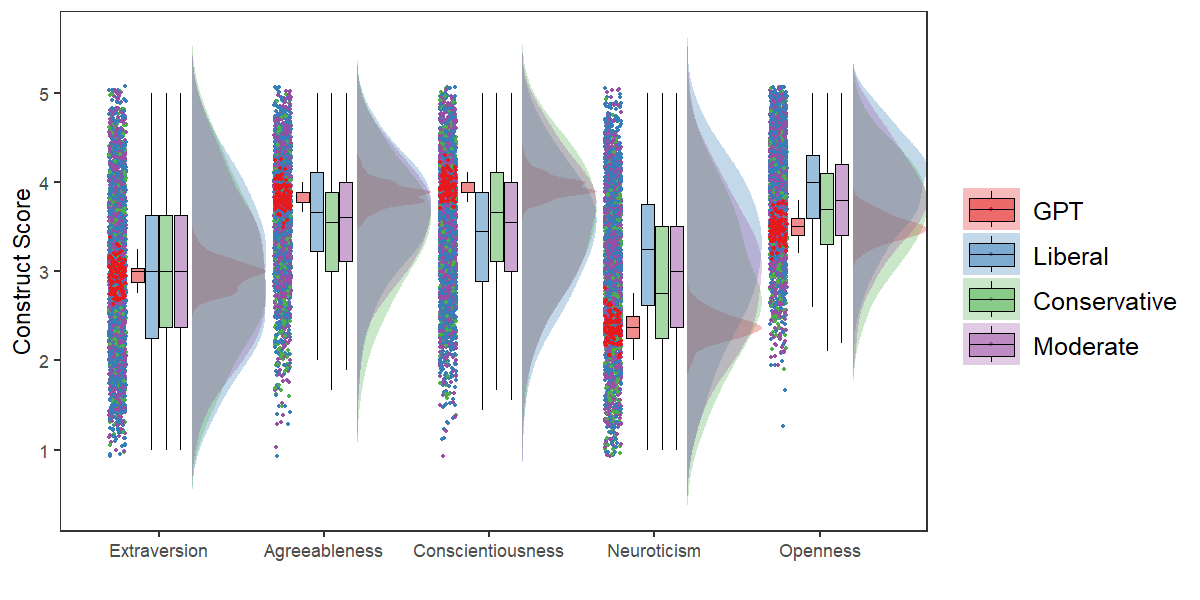 Construct Score
5
4
3
2
1
Extraversion
Agreeableness
Conscientiousness
Neuroticism
Openness
GPT
Liberal
Conservative
Moderate